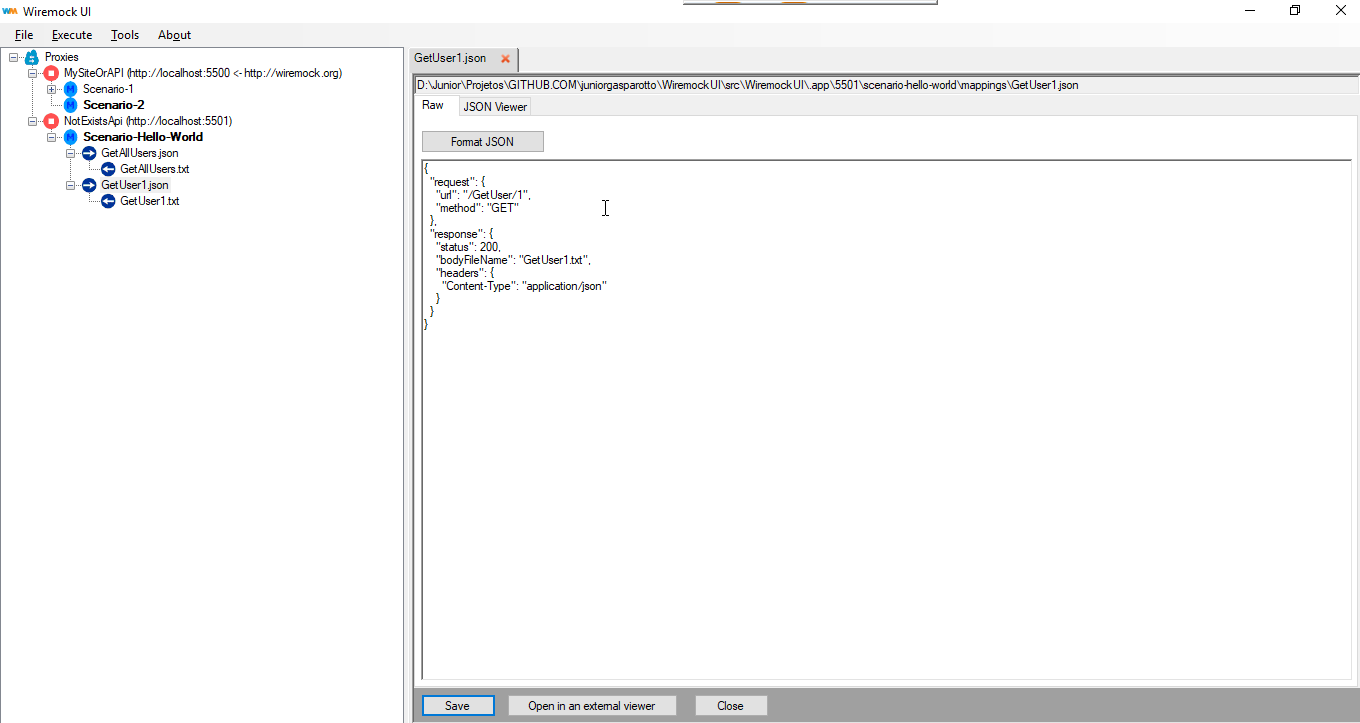 WM Wiremock UI
File Execute Tools About
Proxies
MySiteOrAPI (http://localhost:5500 <- http://wiremock.org)
M Scenario-1
M Scenario-2
NotExistsApi (http://localhost:5501)
M Scenario-Hello-World
GetAllUsers.json
GetAllUsers.txt
GetUser1.json
GetUser1.txt
GetUser1.json
D:\Junior\Projetos\GITHUB.COM\juniorgasparotto\WiremockUI\src\WiremockUI\.app\5501\scenario-hello-world\mappings\GetUser1.json
Raw JSON Viewer
Format JSON
{
"request": {
"url": "/GetUser/1",
"method": "GET"
},
"response": {
"status": 200,
"bodyFileName": "GetUser1.txt",
"headers": {
"Content-Type": "application/json"
}
}
}
Save Open in an external viewer Close